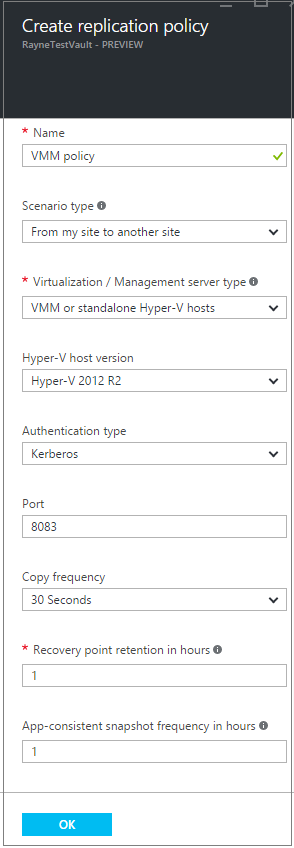 Create replication policy
RayneTestVault - PREVIEW
* Name
VMM policy
Scenario type
From my site to another site
* Virtualization / Management server type
VMM or standalone Hyper-V hosts
Hyper-V host version
Hyper-V 2012 R2
Authentication type
Kerberos
Port
8083
Copy frequency
30 Seconds
* Recovery point retention in hours
1
App-consistent snapshot frequency in hours
1
OK